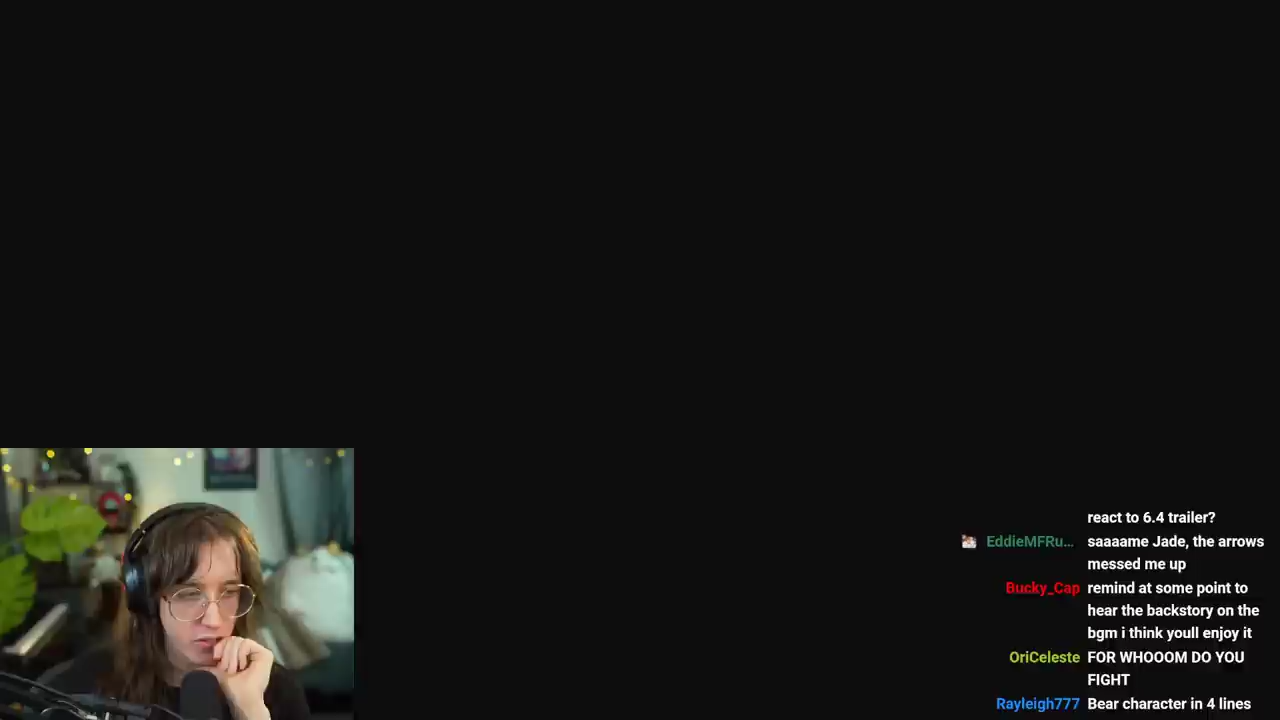 react to 6.4 trailer?
EddieMFRu... saaaame Jade, the arrows
messed me up
Bucky_Cap remind at some point to
hear the backstory on the
bgm i think youll enjoy it
OriCeleste FOR WHOOOM DO YOU
FIGHT
Rayleigh777 Bear character in 4 lines